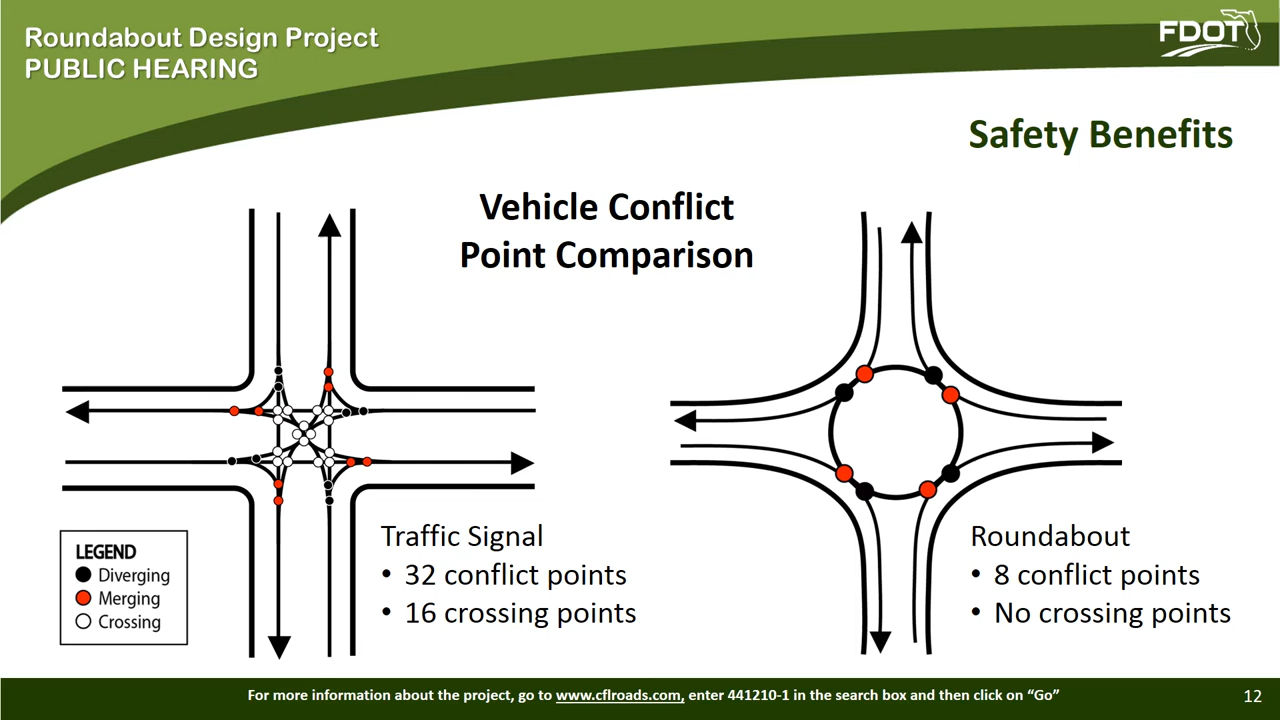 Roundabout Design Project
PUBLIC HEARING
FDOT
Safety Benefits
Vehicle Conflict
Point Comparison
LEGEND
Diverging
Merging
Crossing
Traffic Signal
• 32 conflict points
• 16 crossing points
Roundabout
• 8 conflict points
• No crossing points
For more information about the project, go to www.cflroads.com, enter 441210-1 in the search box and then click on “Go”
12